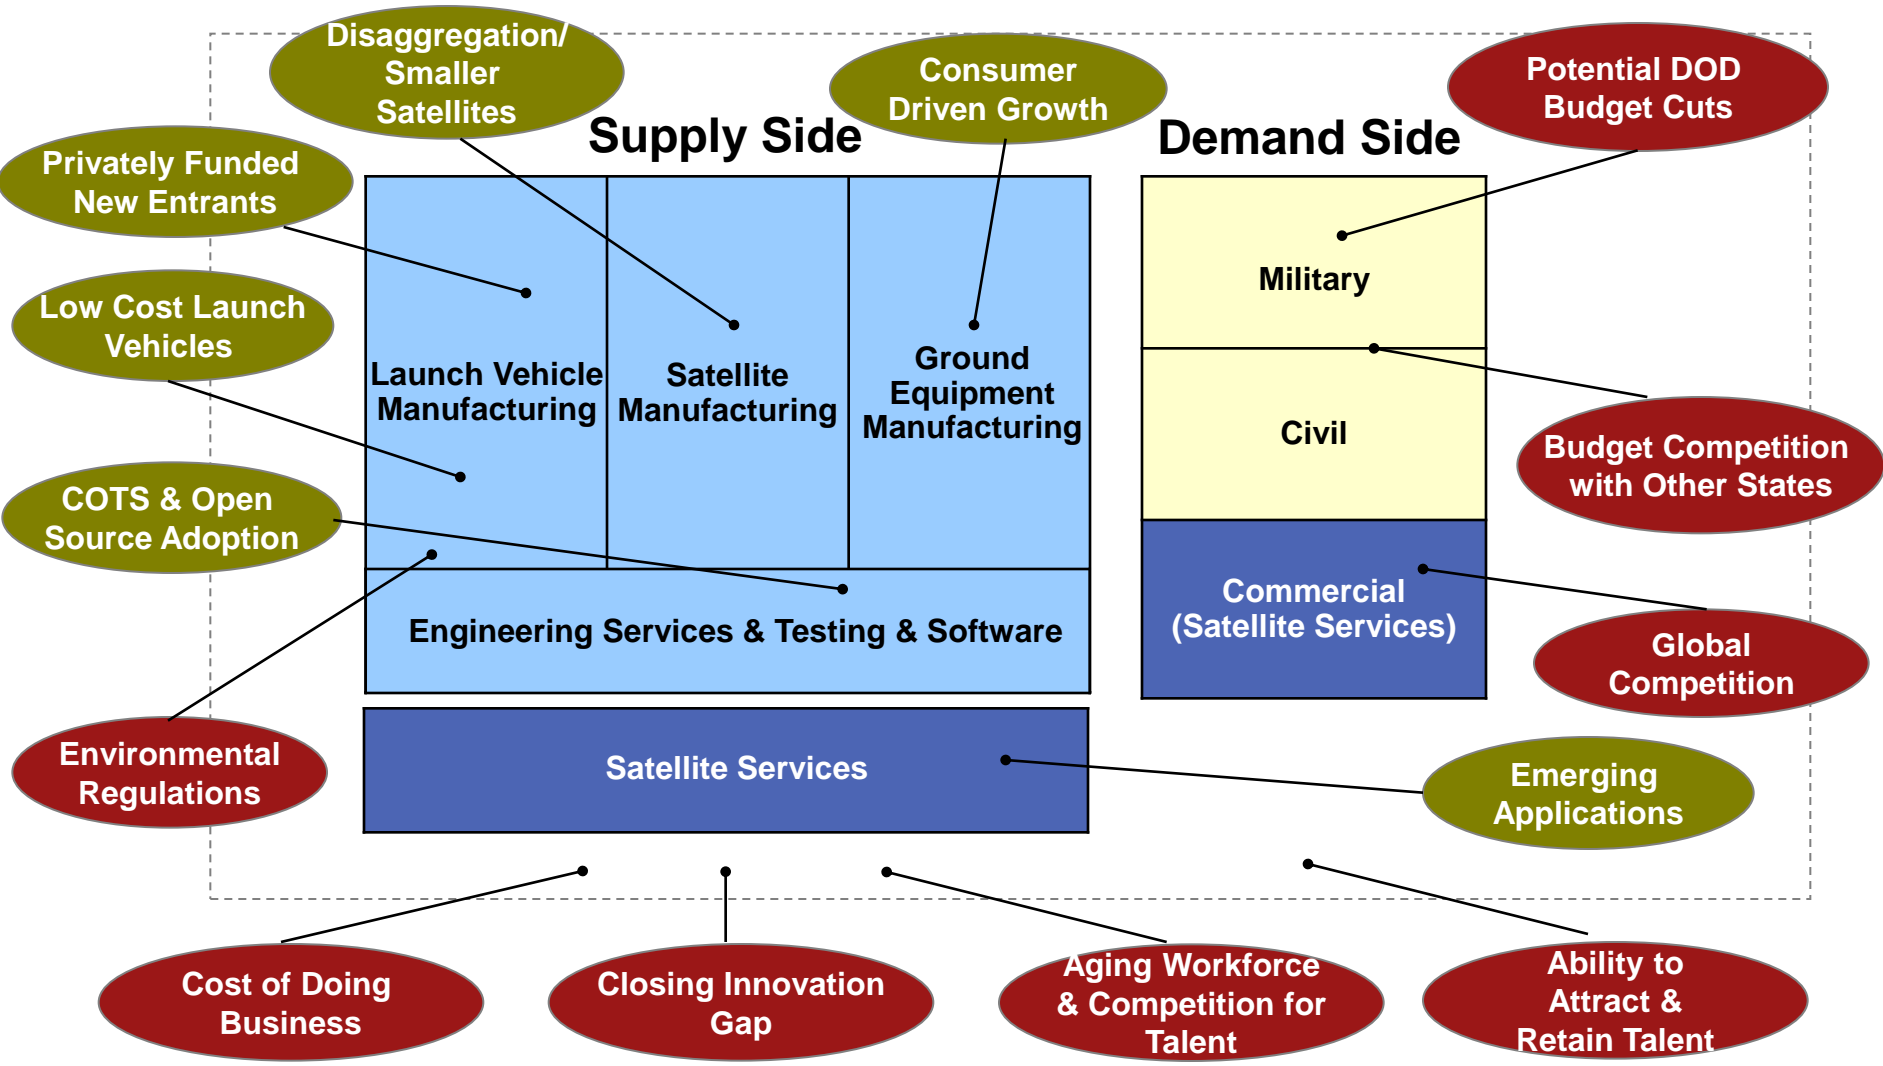 Disaggregation/
Smaller
Satellites
Consumer
Driven Growth
Potential DOD
Budget Cuts
Supply Side
Demand Side
Privately Funded
New Entrants
Low Cost Launch
Vehicles
COTS & Open
Source Adoption
Environmental
Regulations
Launch Vehicle
Manufacturing
Satellite
Manufacturing
Ground
Equipment
Manufacturing
Engineering Services & Testing & Software
Satellite Services
Military
Civil
Commercial
(Satellite Services)
Budget Competition
with Other States
Global
Competition
Emerging
Applications
Cost of Doing
Business
Closing Innovation
Gap
Aging Workforce
& Competition for
Talent
Ability to
Attract &
Retain Talent